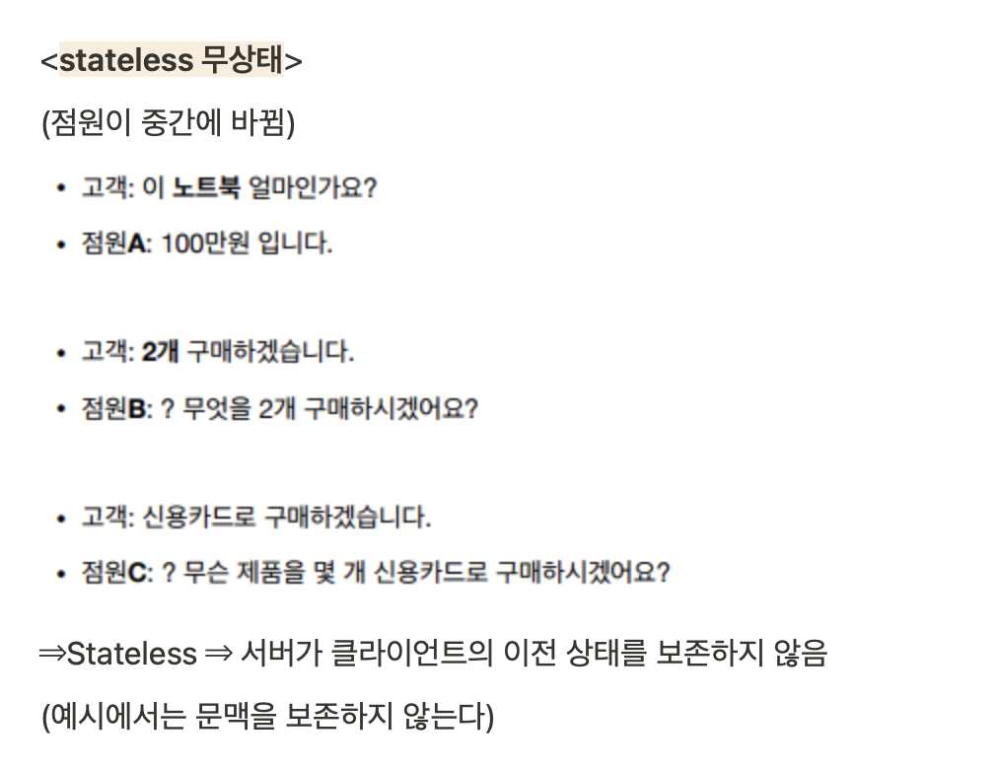 <stateless 무상태>
(점원이 중간에 바뀜)
• 고객: 이 노트북 얼마인가요?
• 점원A: 100만원 입니다.
• 고객: 2개 구매하겠습니다.
• 점원B: ? 무엇을 2개 구매하시겠어요?
• 고객: 신용카드로 구매하겠습니다.
• 점원C: ? 무슨 제품을 몇 개 신용카드로 구매하시겠어요?
⇒Stateless ⇒ 서버가 클라이언트의 이전 상태를 보존하지 않음
(예시에서는 문맥을 보존하지 않는다)